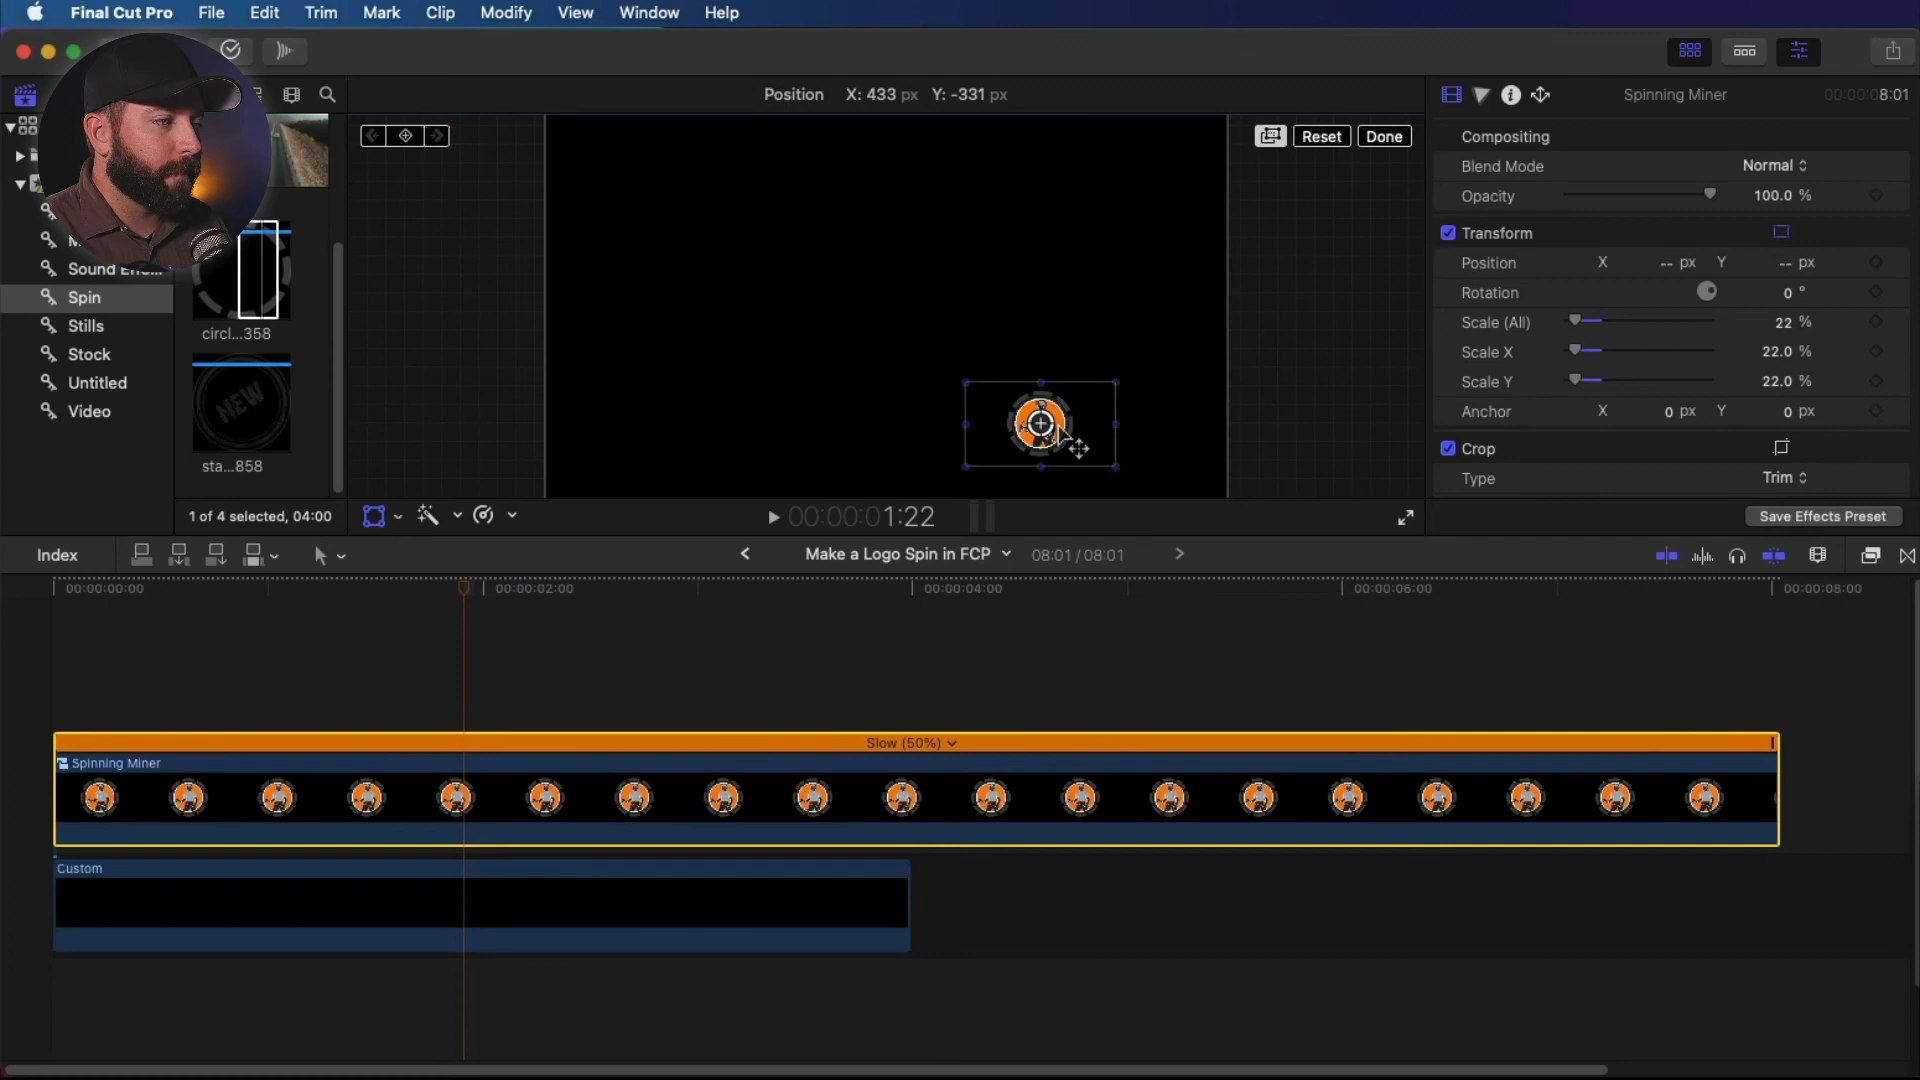 Final Cut Pro File Edit Trim Mark Clip Modify View Window Help
Position X: 433 px Y: -331 px
Spinning Miner 00:00:08:01
Reset Done
Compositing
Blend Mode Normal
Opacity 100.0 %
Transform
Position X -- px Y -- px
Rotation 0 °
Scale (All) 22 %
Scale X 22.0 %
Scale Y 22.0 %
Anchor X 0 px Y 0 px
Crop
Type Trim
Save Effects Preset
Sound Effe...
Spin
Stills
Stock
Untitled
Video
circl...358
NEW
sta...858
1 of 4 selected, 04:00
00:00:01:22
Index
Make a Logo Spin in FCP 08:01 / 08:01
00:00:00:00 00:00:02:00 00:00:04:00 00:00:06:00 00:00:08:00
Slow (50%)
Spinning Miner
Custom